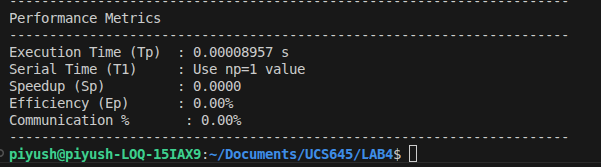 --------------------------------------------------------------------
Performance Metrics
--------------------------------------------------------------------
Execution Time (Tp)  : 0.00008957 s
Serial Time (T1)     : Use np=1 value
Speedup (Sp)         : 0.0000
Efficiency (Ep)      : 0.00%
Communication %       : 0.00%
--------------------------------------------------------------------
piyush@piyush-LOQ-15IAX9:~/Documents/UCS645/LAB4$